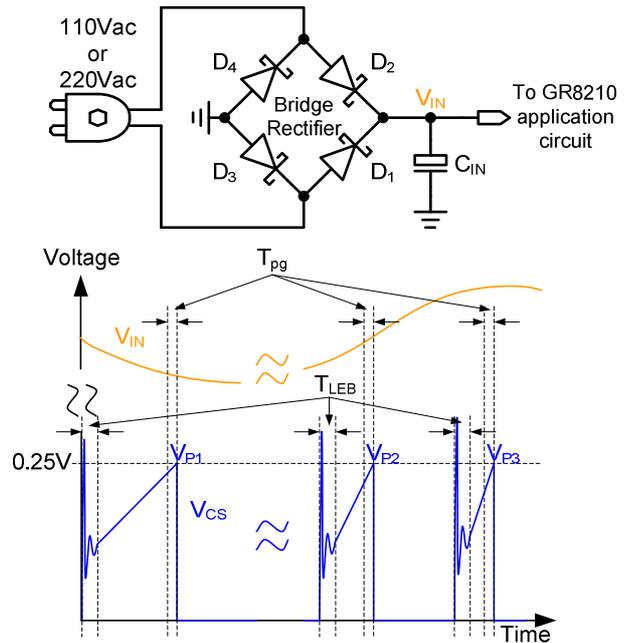 110Vac
or
220Vac
D4
D2
Bridge
Rectifier
D3
D1
VIN
CIN
To GR8210
application
circuit
Voltage
Tpg
VIN
TLEB
0.25V
VP1
VP2
VP3
VCS
Time